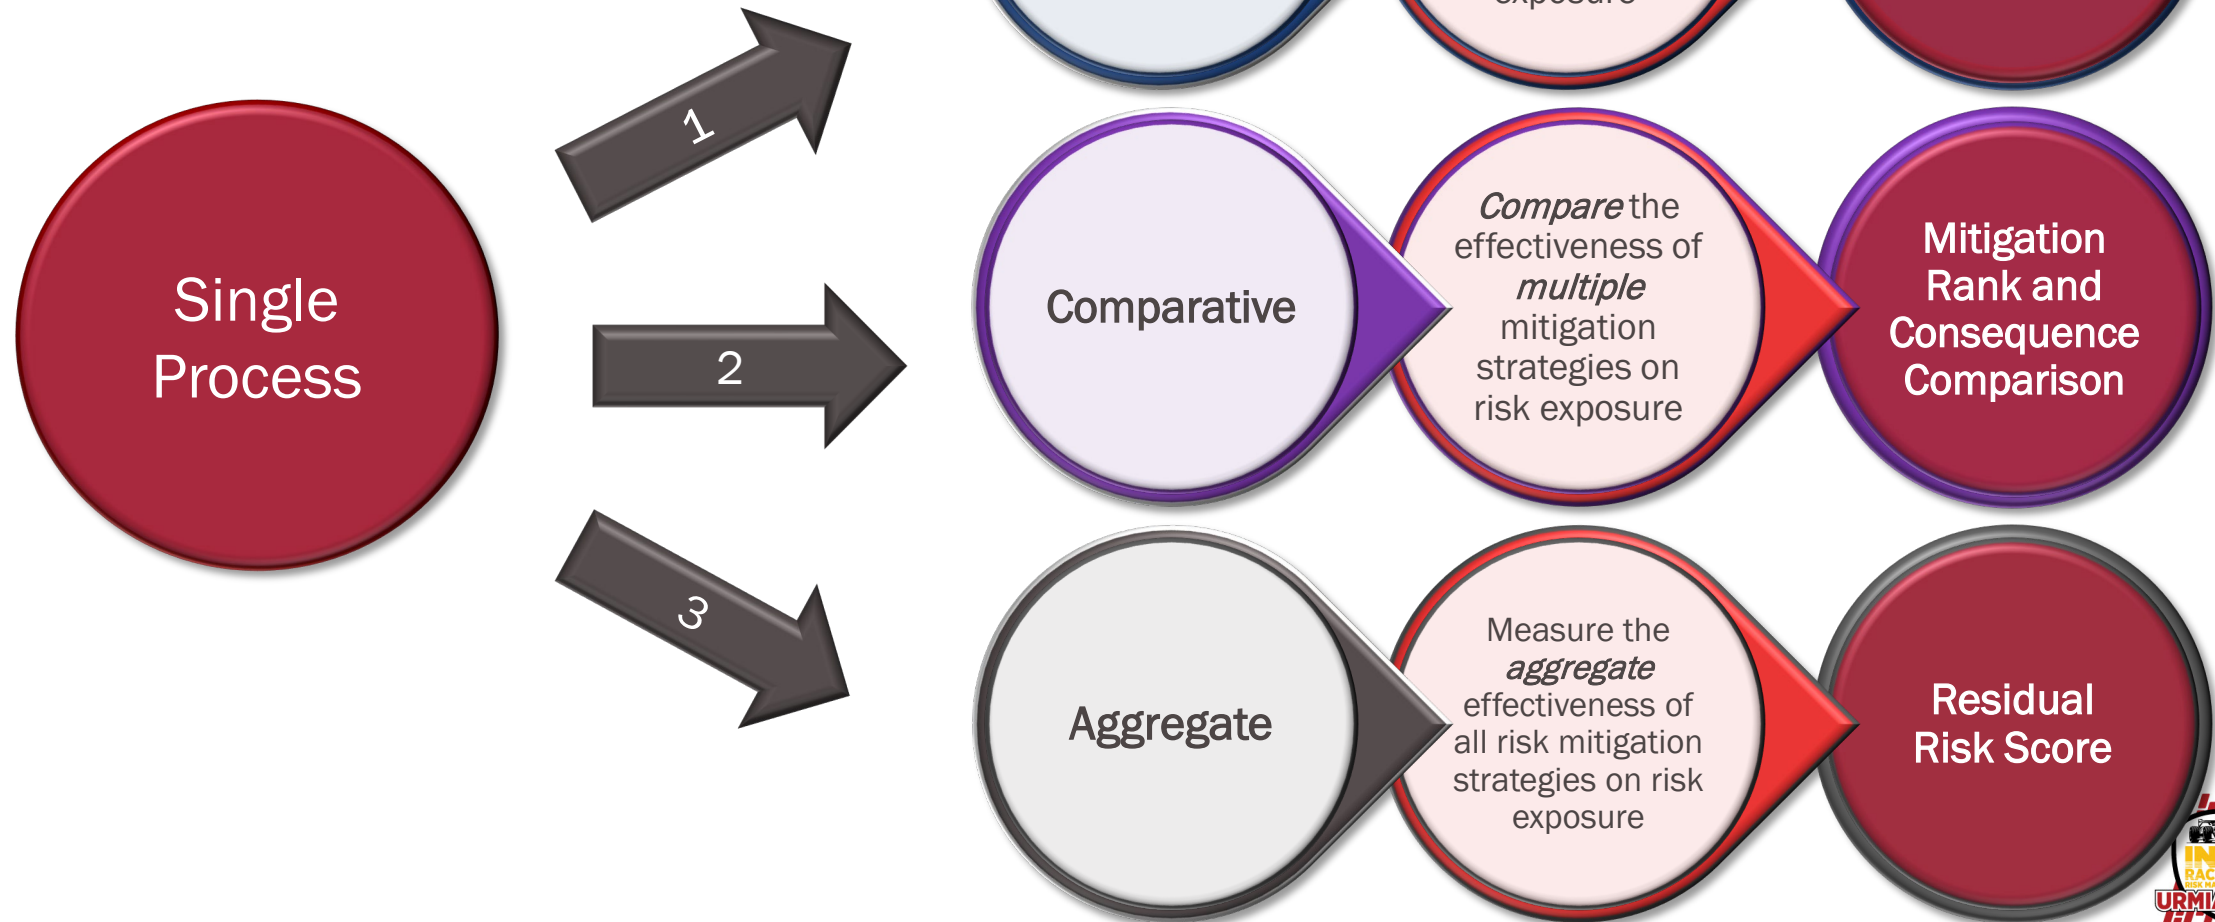 exposure
Single
Process
1
2
3
Comparative
Compare the
effectiveness of
multiple
mitigation
strategies on
risk exposure
Mitigation
Rank and
Consequence
Comparison
Aggregate
Measure the
aggregate
effectiveness of
all risk mitigation
strategies on risk
exposure
Residual
Risk Score